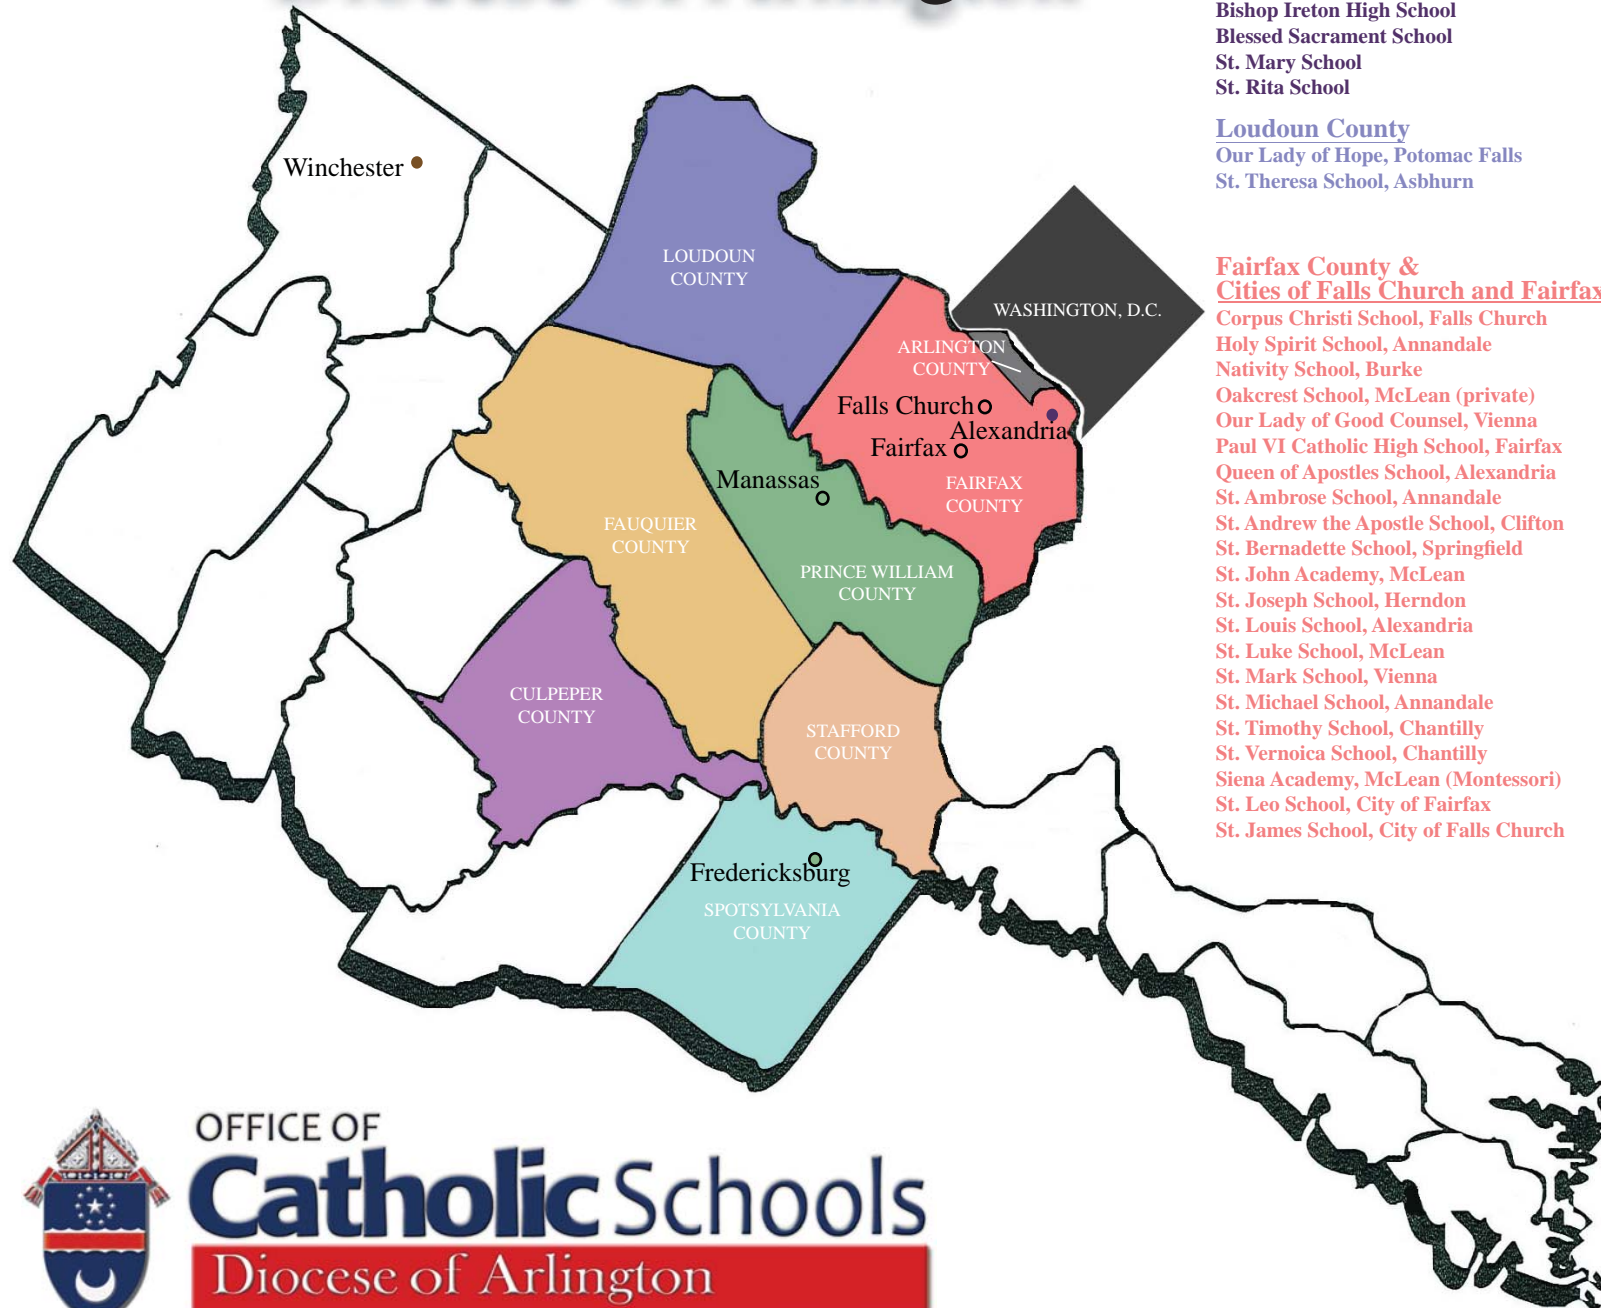 Diocese of Arlington
Bishop Ireton High School
Blessed Sacrament School
St. Mary School
St. Rita School
Loudoun County
Our Lady of Hope, Potomac Falls
St. Theresa School, Asbhurn
Fairfax County &
Cities of Falls Church and Fairfax
Corpus Christi School, Falls Church
Holy Spirit School, Annandale
Nativity School, Burke
Oakcrest School, McLean (private)
Our Lady of Good Counsel, Vienna
Paul VI Catholic High School, Fairfax
Queen of Apostles School, Alexandria
St. Ambrose School, Annandale
St. Andrew the Apostle School, Clifton
St. Bernadette School, Springfield
St. John Academy, McLean
St. Joseph School, Herndon
St. Louis School, Alexandria
St. Luke School, McLean
St. Mark School, Vienna
St. Michael School, Annandale
St. Timothy School, Chantilly
St. Vernoica School, Chantilly
Siena Academy, McLean (Montessori)
St. Leo School, City of Fairfax
St. James School, City of Falls Church
Winchester
LOUDOUN
COUNTY
WASHINGTON, D.C.
ARLINGTON
COUNTY
Falls Church
Alexandria
Fairfax
Manassas
FAIRFAX
COUNTY
FAUQUIER
COUNTY
PRINCE WILLIAM
COUNTY
CULPEPER
COUNTY
STAFFORD
COUNTY
Fredericksburg
SPOTSYLVANIA
COUNTY
OFFICE OF
Catholic Schools
Diocese of Arlington